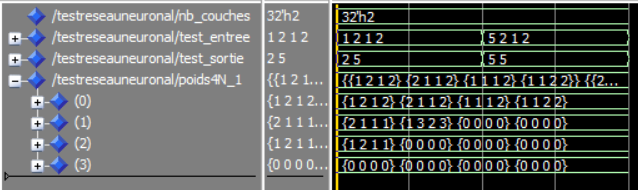 /testreseauneuronal/nb_couches 32'h2 32'h2
/testreseauneuronal/test_entree 1 2 1 2 1 2 1 2 5 2 1 2
/testreseauneuronal/test_sortie 2 5 2 5 5 5
/testreseauneuronal/poids4N_1 {{1 2 1... {{1 2 1 2} {2 1 1 2} {1 1 1 2} {1 1 2 2}} {{2...
(0) {1 2 1 2... {1 2 1 2} {2 1 1 2} {1 1 1 2} {1 1 2 2}
(1) {2 1 1 1... {2 1 1 1} {1 3 2 3} {0 0 0 0} {0 0 0 0}
(2) {1 2 1 1... {1 2 1 1} {0 0 0 0} {0 0 0 0} {0 0 0 0}
(3) {0 0 0 0... {0 0 0 0} {0 0 0 0} {0 0 0 0} {0 0 0 0}